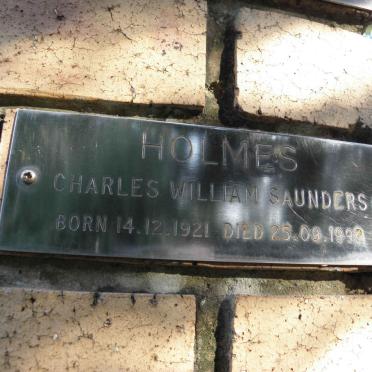 HOLMES
CHARLES WILLIAM SAUNDERS
BORN 14.12.1921 DIED